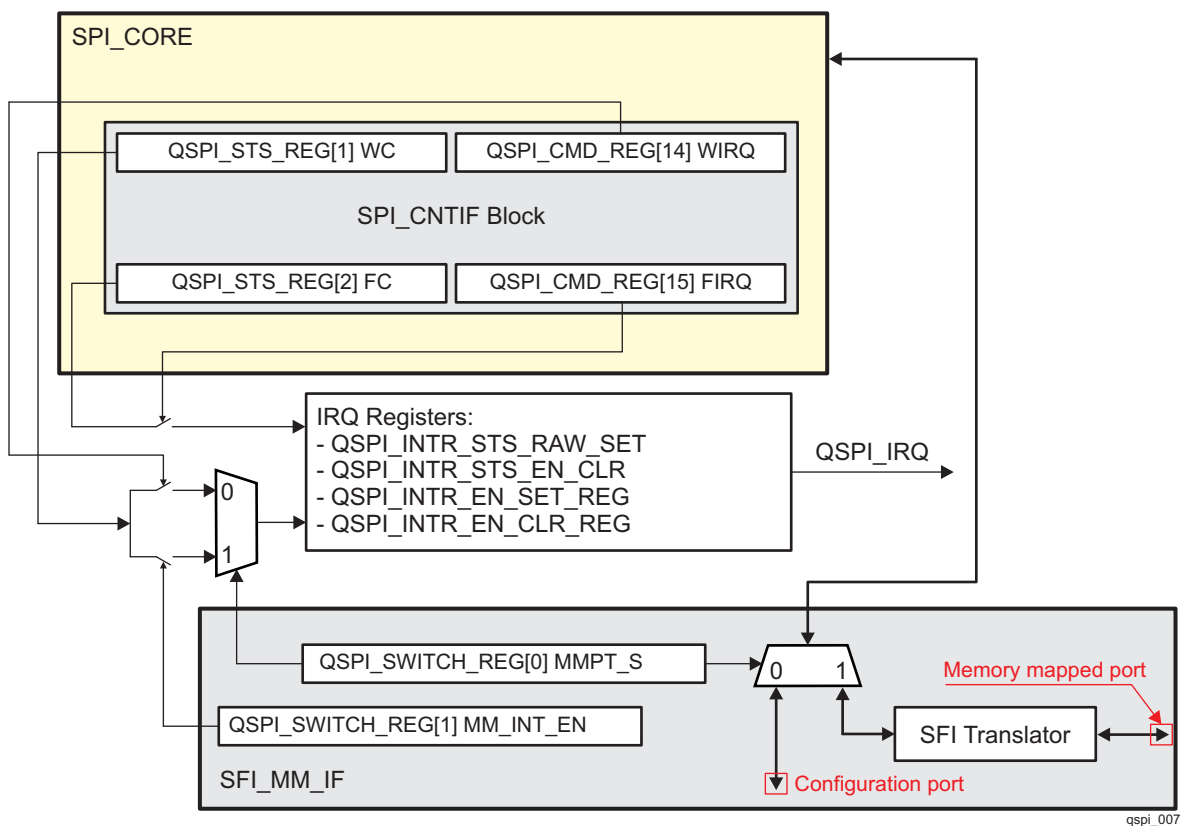 SPI_CORE
QSPI_STS_REG[1] WC
QSPI_CMD_REG[14] WIRQ
SPI_CNTIF Block
QSPI_STS_REG[2] FC
QSPI_CMD_REG[15] FIRQ
IRQ Registers:
- QSPI_INTR_STS_RAW_SET
- QSPI_INTR_STS_EN_CLR
- QSPI_INTR_EN_SET_REG
- QSPI_INTR_EN_CLR_REG
QSPI_IRQ
0
1
QSPI_SWITCH_REG[0] MMPT_S
0
1
Memory mapped port
QSPI_SWITCH_REG[1] MM_INT_EN
SFI Translator
SFI_MM_IF
Configuration port
qspi_007